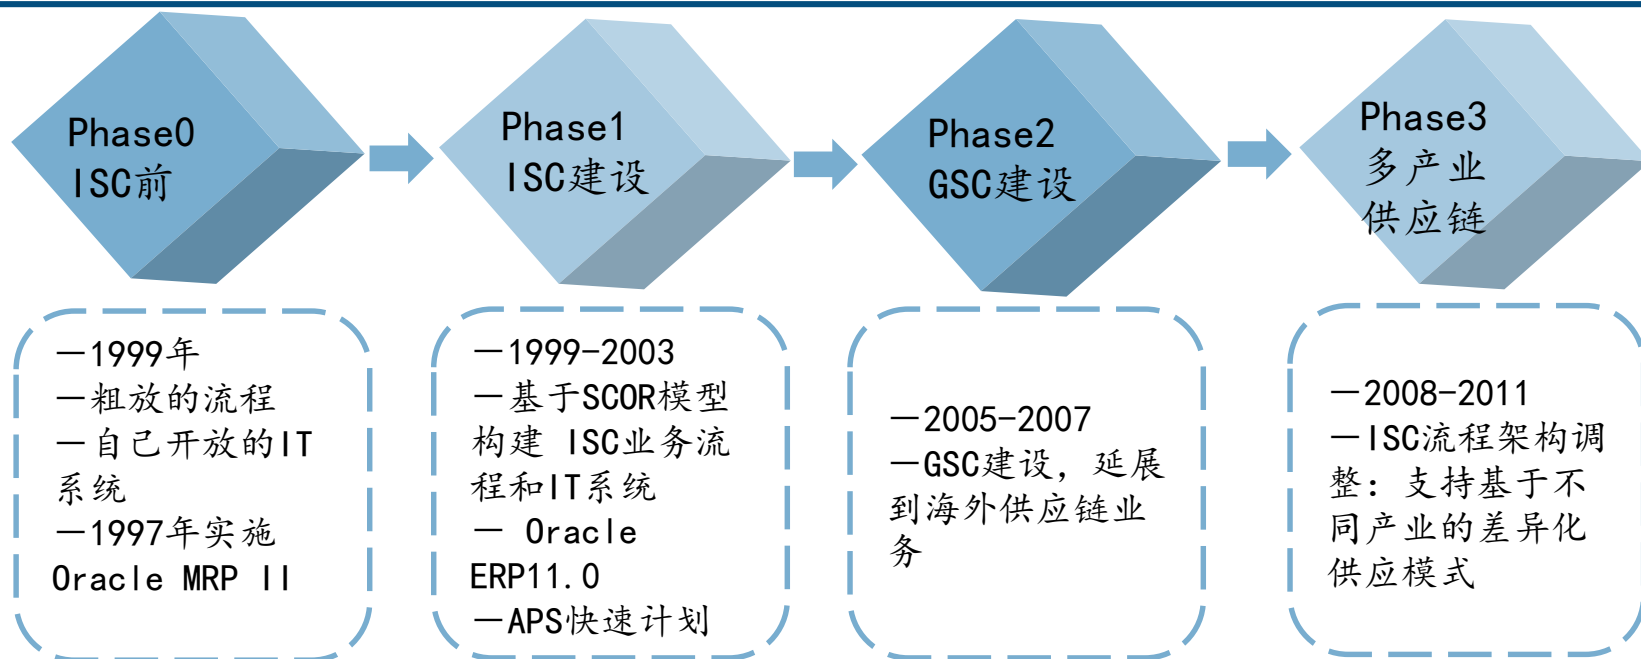 Phase0
ISC前
Phase1
ISC建设
Phase2
GSC建设
Phase3
多产业
供应链
—1999年
—粗放的流程
—自己开放的IT
系统
—1997年实施
Oracle MRP II
—1999-2003
—基于SCOR模型
构建 ISC业务流
程和IT系统
— Oracle
ERP11.0
—APS快速计划
—2005-2007
—GSC建设，延展
到海外供应链业
务
—2008-2011
—ISC流程架构调
整：支持基于不
同产业的差异化
供应模式